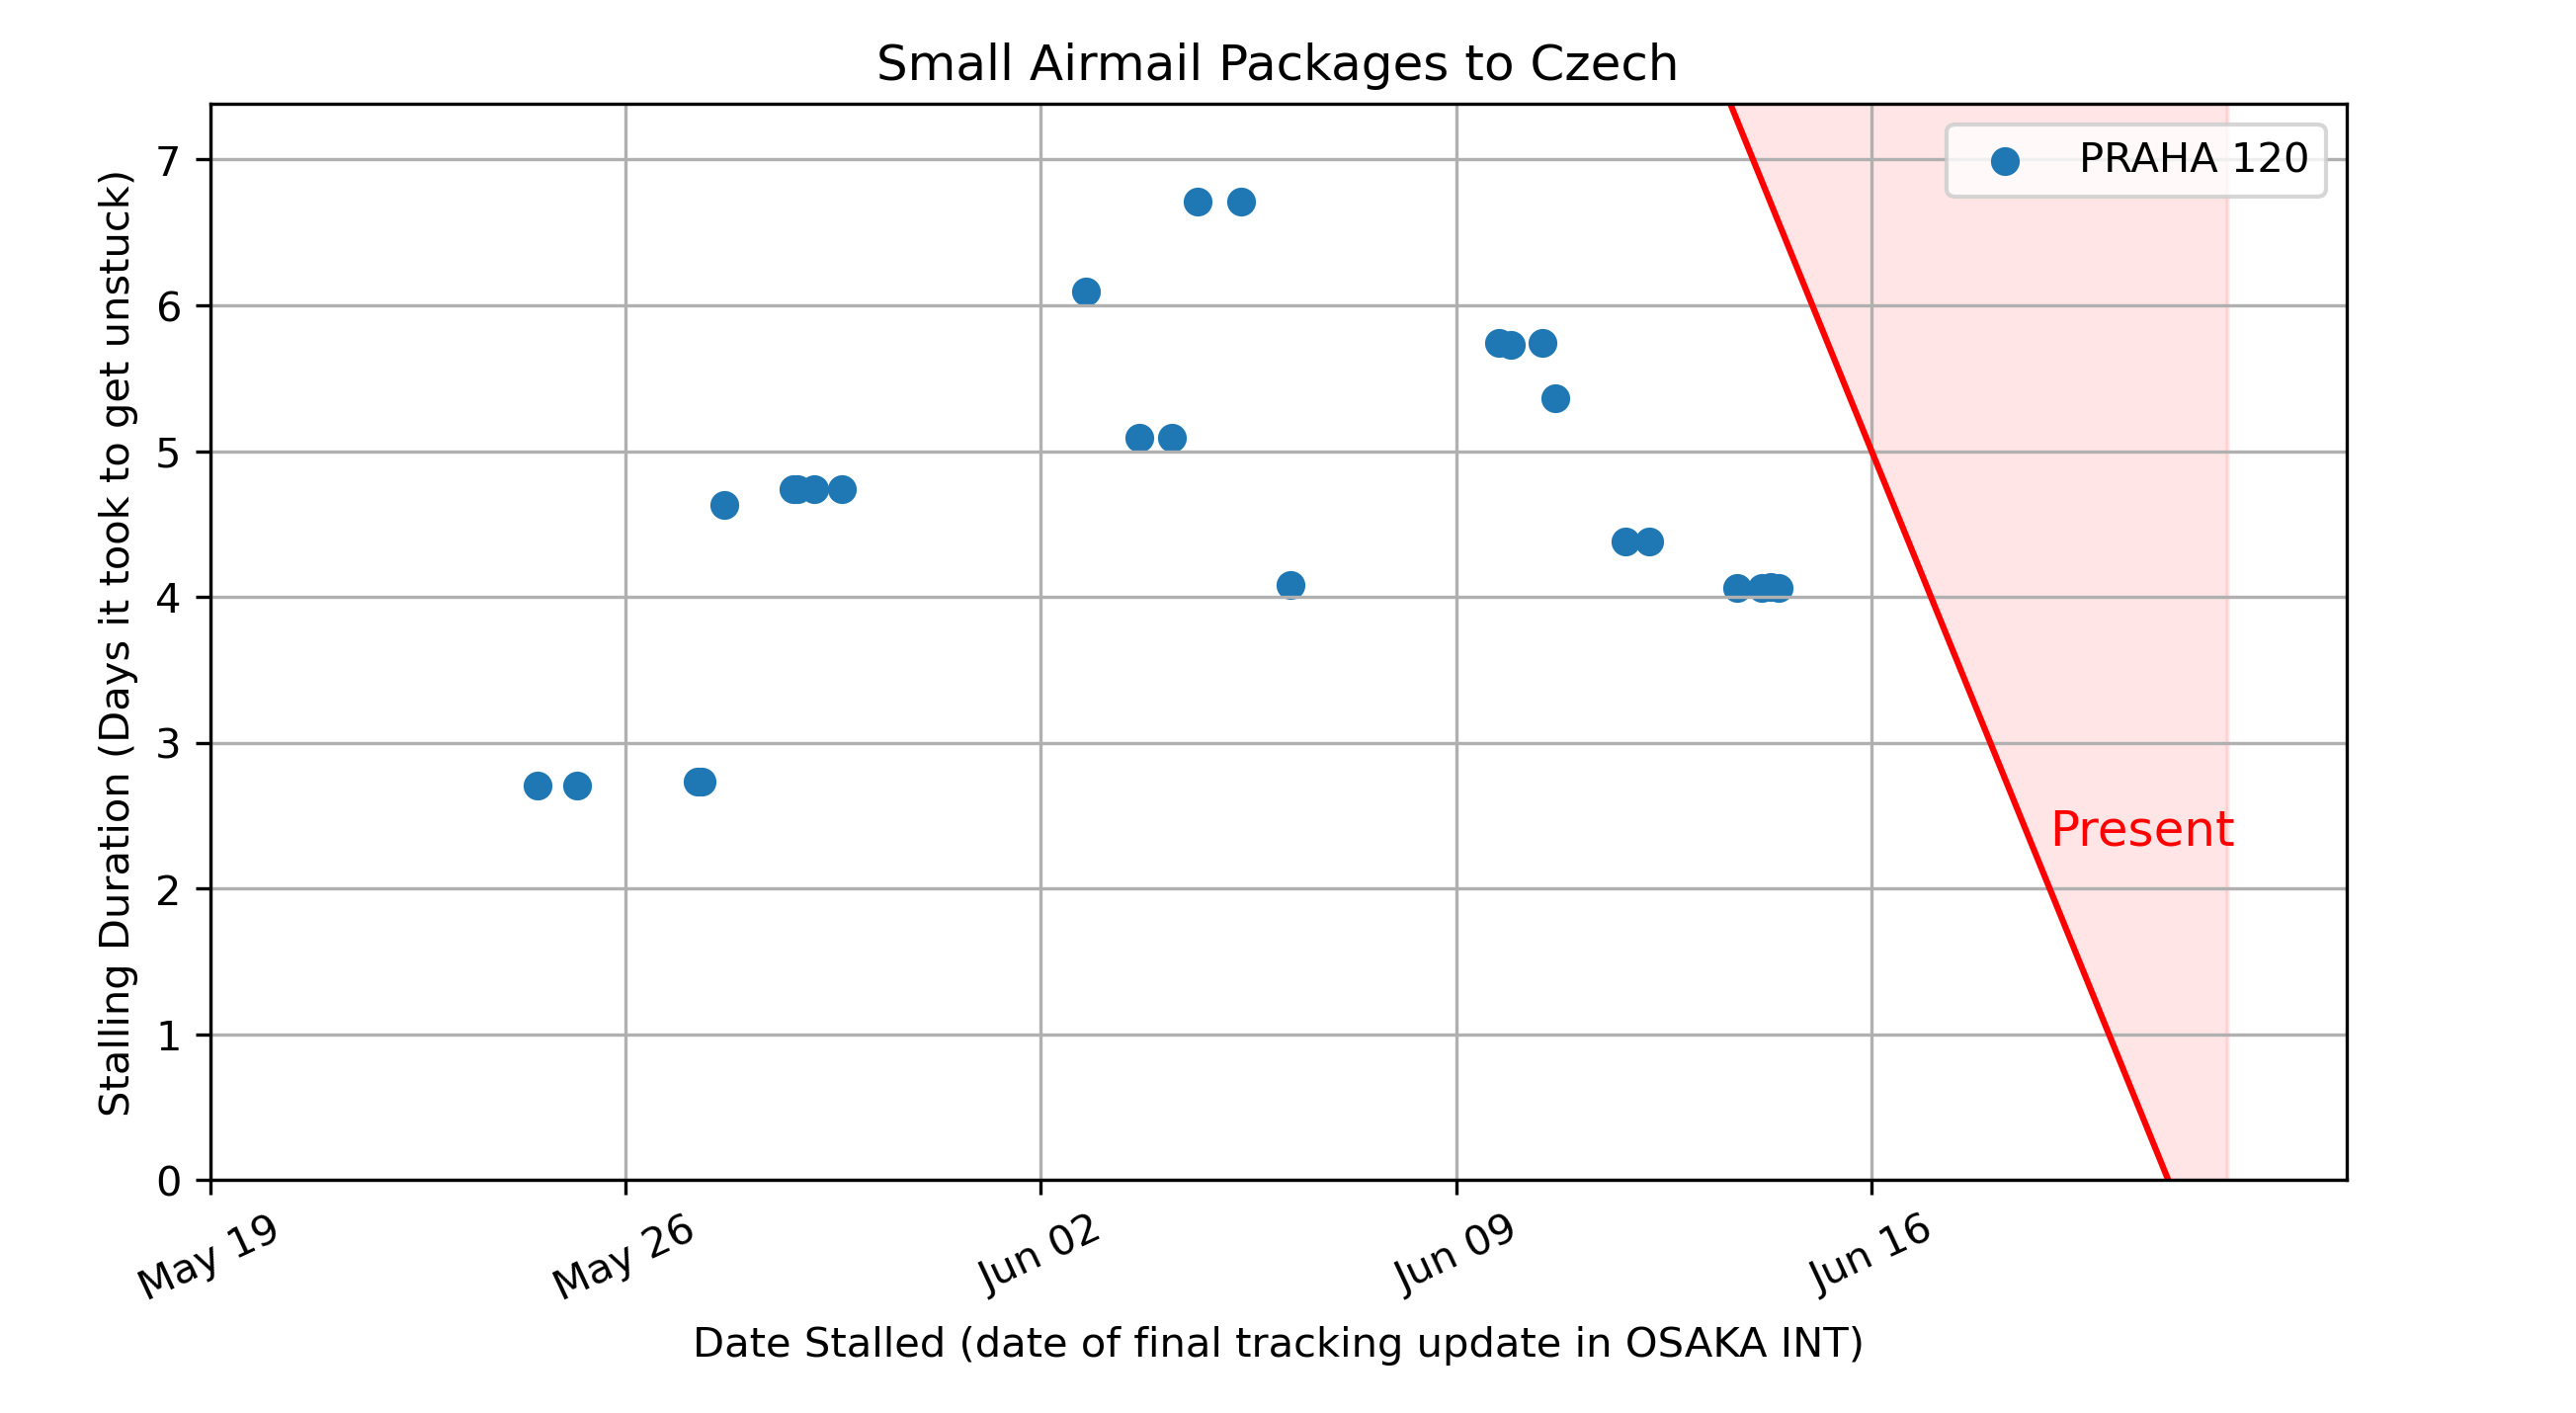 Small Airmail Packages to Czech
Stalling Duration (Days it took to get unstuck)
7
6
5
4
3
2
1
0
PRAHA 120
Present
May 19
May 26
Jun 02
Jun 09
Jun 16
Date Stalled (date of final tracking update in OSAKA INT)